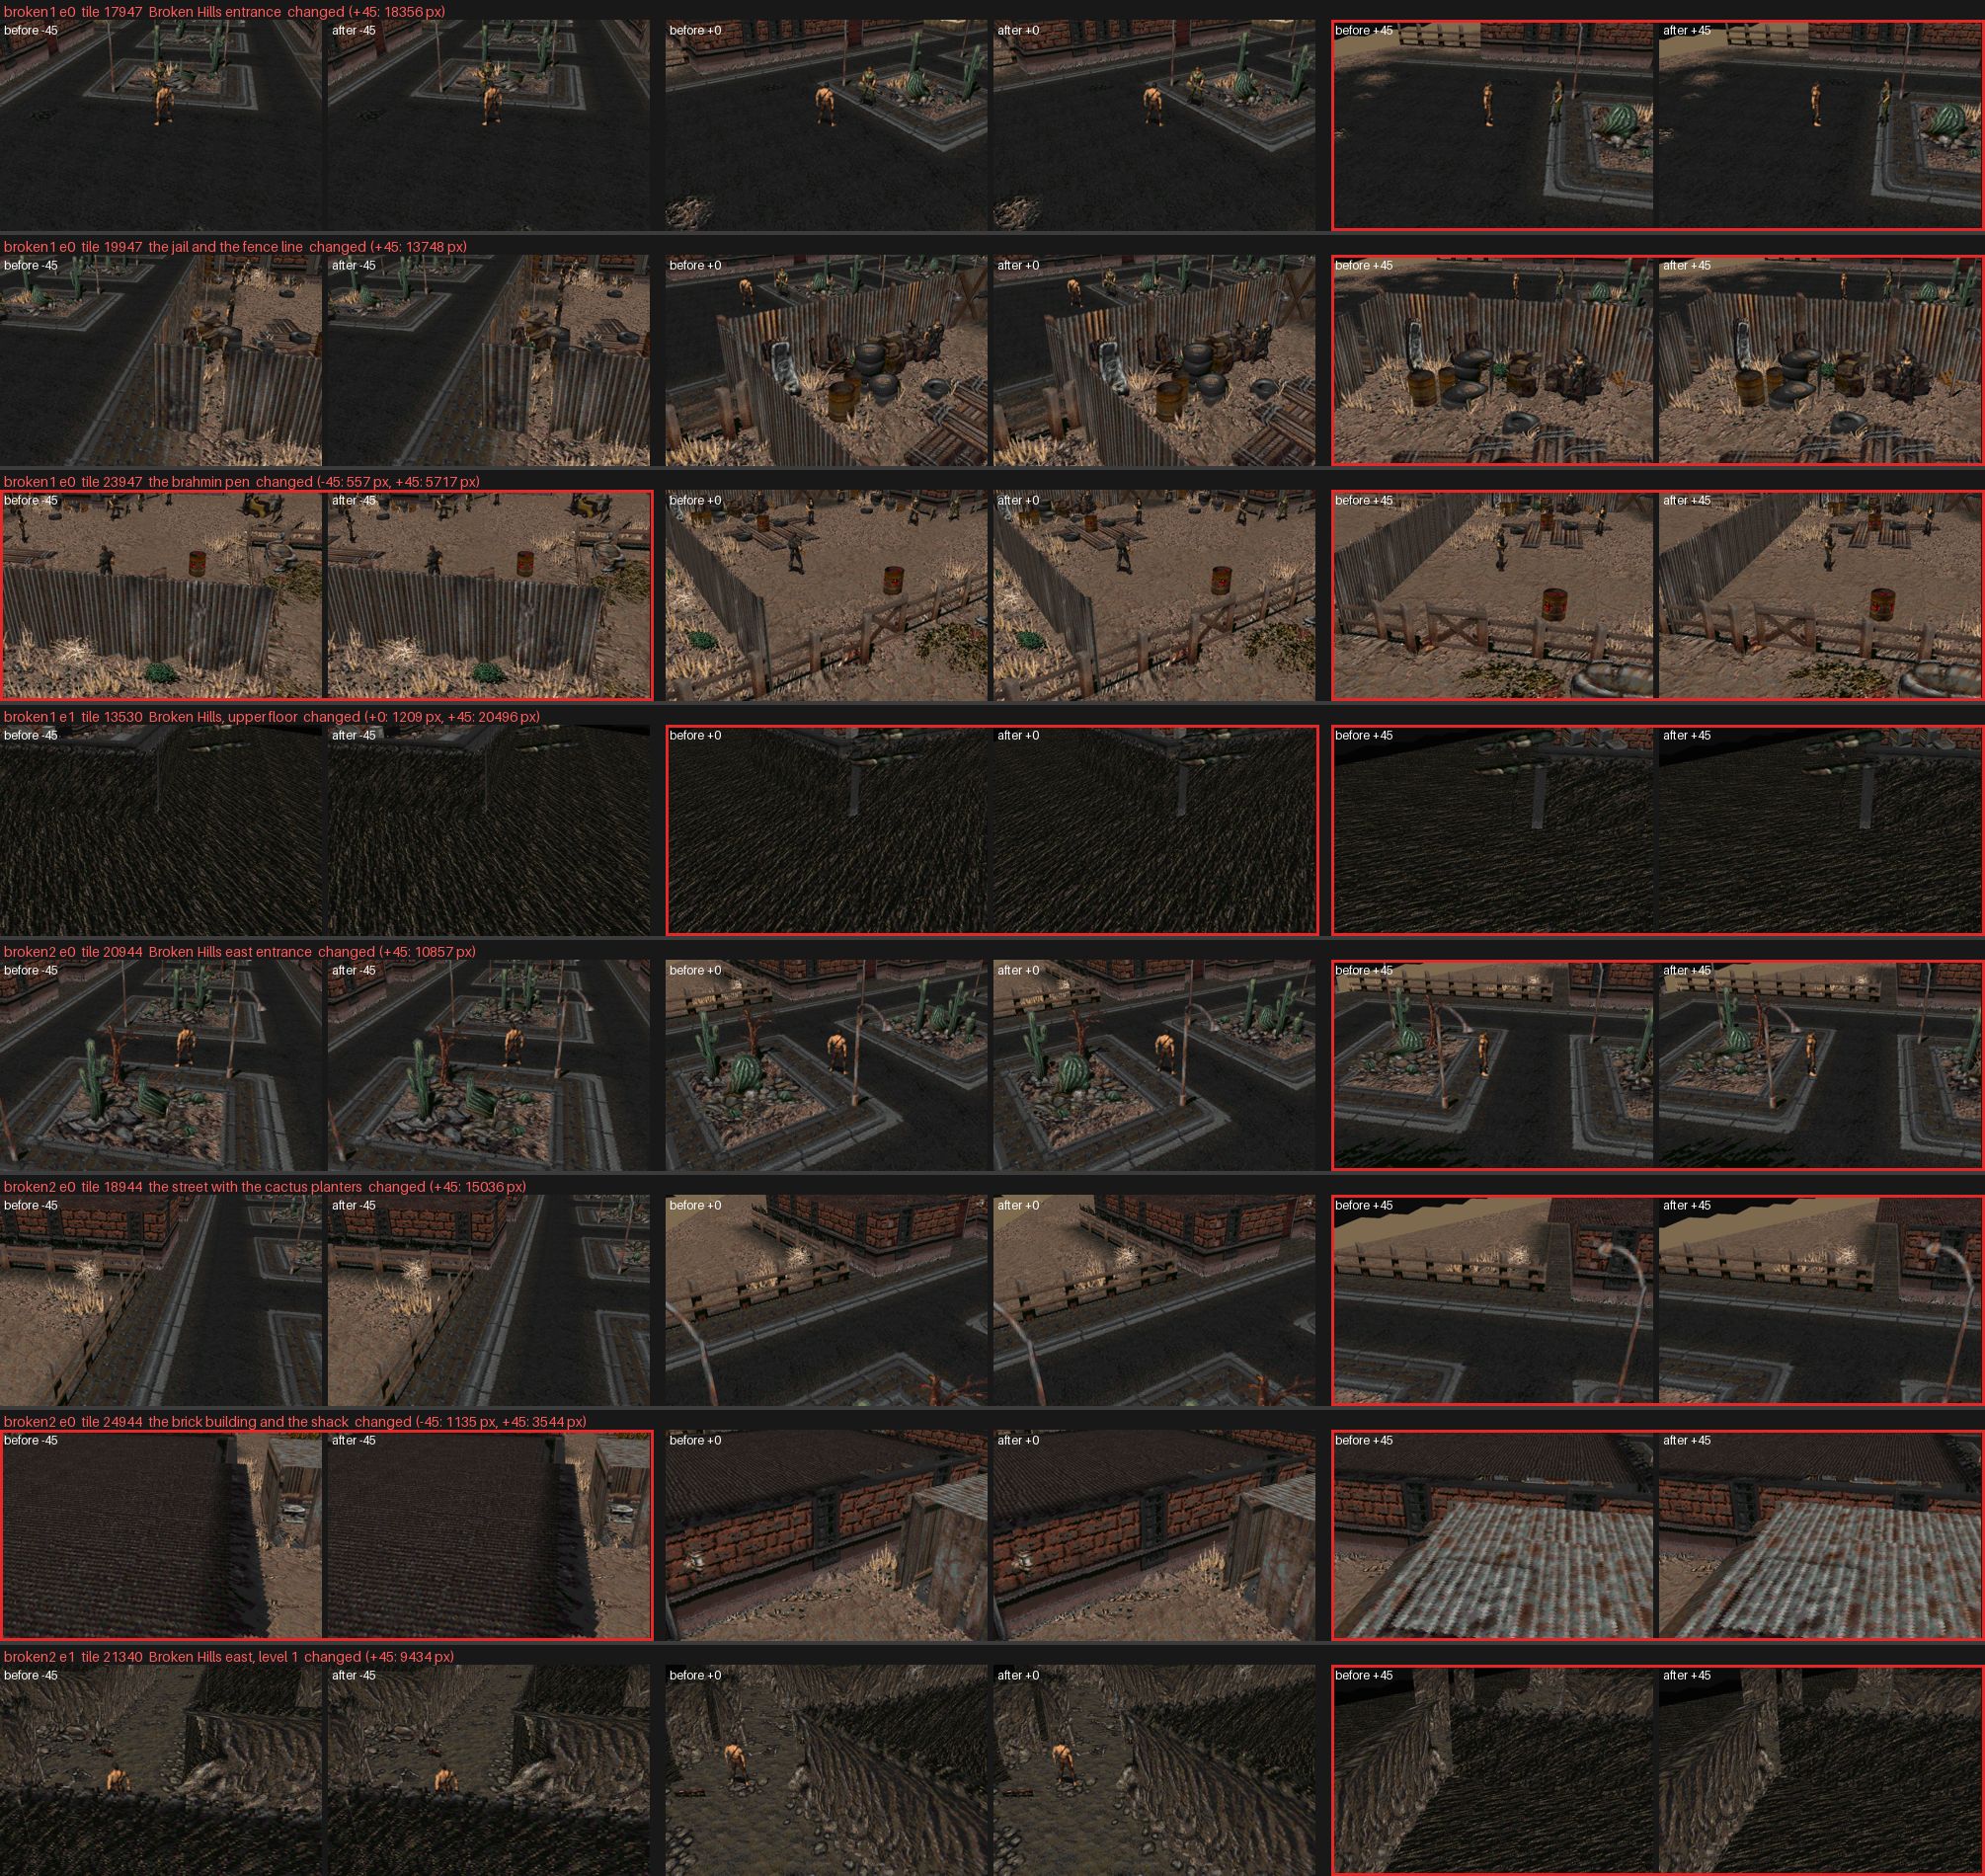 broken1 e0 tile 17947 Broken Hills entrance changed (+45: 18356 px)
before -45 after -45 before +0 after +0 before +45 after +45
broken1 e0 tile 19947 the jail and the fence line changed (+45: 13748 px)
before -45 after -45 before +0 after +0 before +45 after +45
broken1 e0 tile 23947 the brahmin pen changed (-45: 557 px, +45: 5717 px)
before -45 after -45 before +0 after +0 before +45 after +45
broken1 e1 tile 13530 Broken Hills, upper floor changed (+0: 1209 px, +45: 20496 px)
before -45 after -45 before +0 after +0 before +45 after +45
broken2 e0 tile 20944 Broken Hills east entrance changed (+45: 10857 px)
before -45 after -45 before +0 after +0 before +45 after +45
broken2 e0 tile 18944 the street with the cactus planters changed (+45: 15036 px)
before -45 after -45 before +0 after +0 before +45 after +45
broken2 e0 tile 24944 the brick building and the shack changed (-45: 1135 px, +45: 3544 px)
before -45 after -45 before +0 after +0 before +45 after +45
broken2 e1 tile 21340 Broken Hills east, level 1 changed (+45: 9434 px)
before -45 after -45 before +0 after +0 before +45 after +45